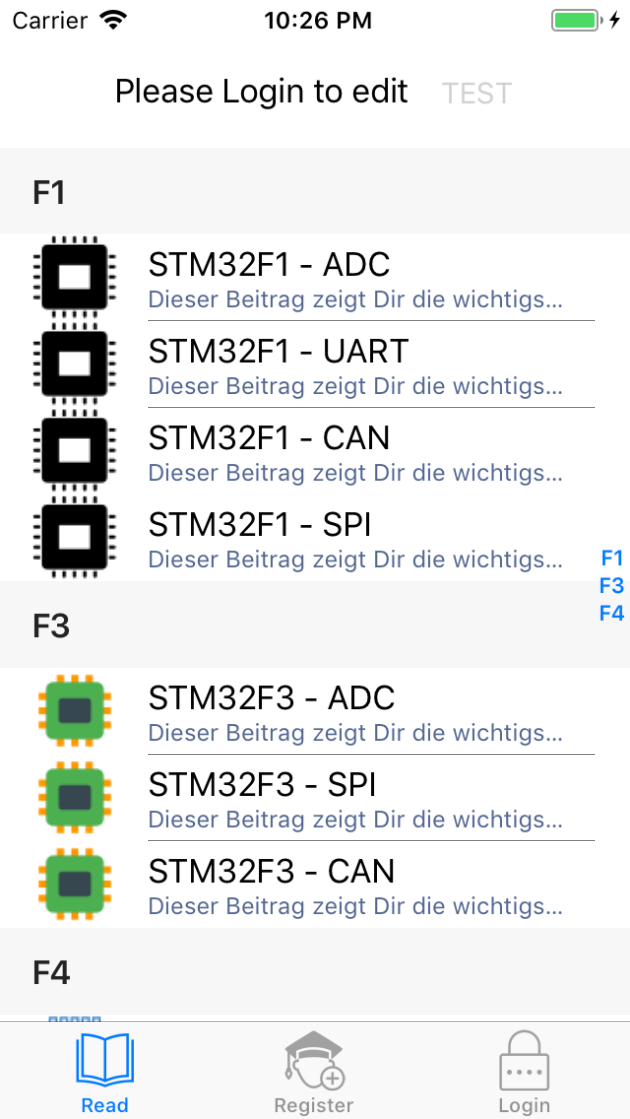 Carrier 10:26 PM
Please Login to edit TEST
F1
STM32F1 - ADC
Dieser Beitrag zeigt Dir die wichtigs...
STM32F1 - UART
Dieser Beitrag zeigt Dir die wichtigs...
STM32F1 - CAN
Dieser Beitrag zeigt Dir die wichtigs...
STM32F1 - SPI
Dieser Beitrag zeigt Dir die wichtigs...
F1
F3
F4
F3
STM32F3 - ADC
Dieser Beitrag zeigt Dir die wichtigs...
STM32F3 - SPI
Dieser Beitrag zeigt Dir die wichtigs...
STM32F3 - CAN
Dieser Beitrag zeigt Dir die wichtigs...
F4
Read Register Login